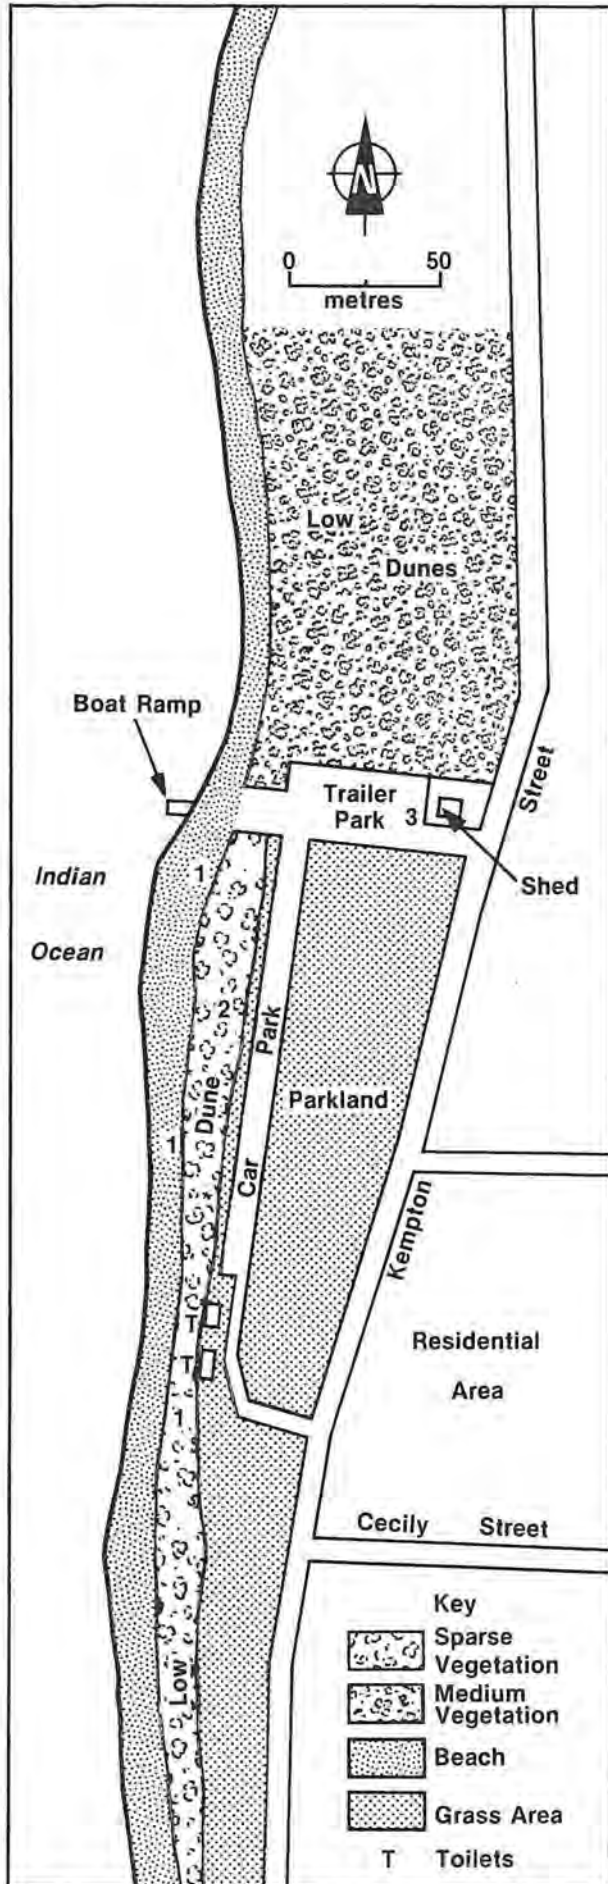 N
0 50
metres
Low
Dunes
Boat Ramp
Trailer
Park
3
Street
Shed
Indian
Ocean
1
2
Park
Dune
Parkland
1
Car
Kempton
T
T
Residential
Area
1
Cecily Street
Low
Key
Sparse
Vegetation
Medium
Vegetation
Beach
Grass Area
T Toilets